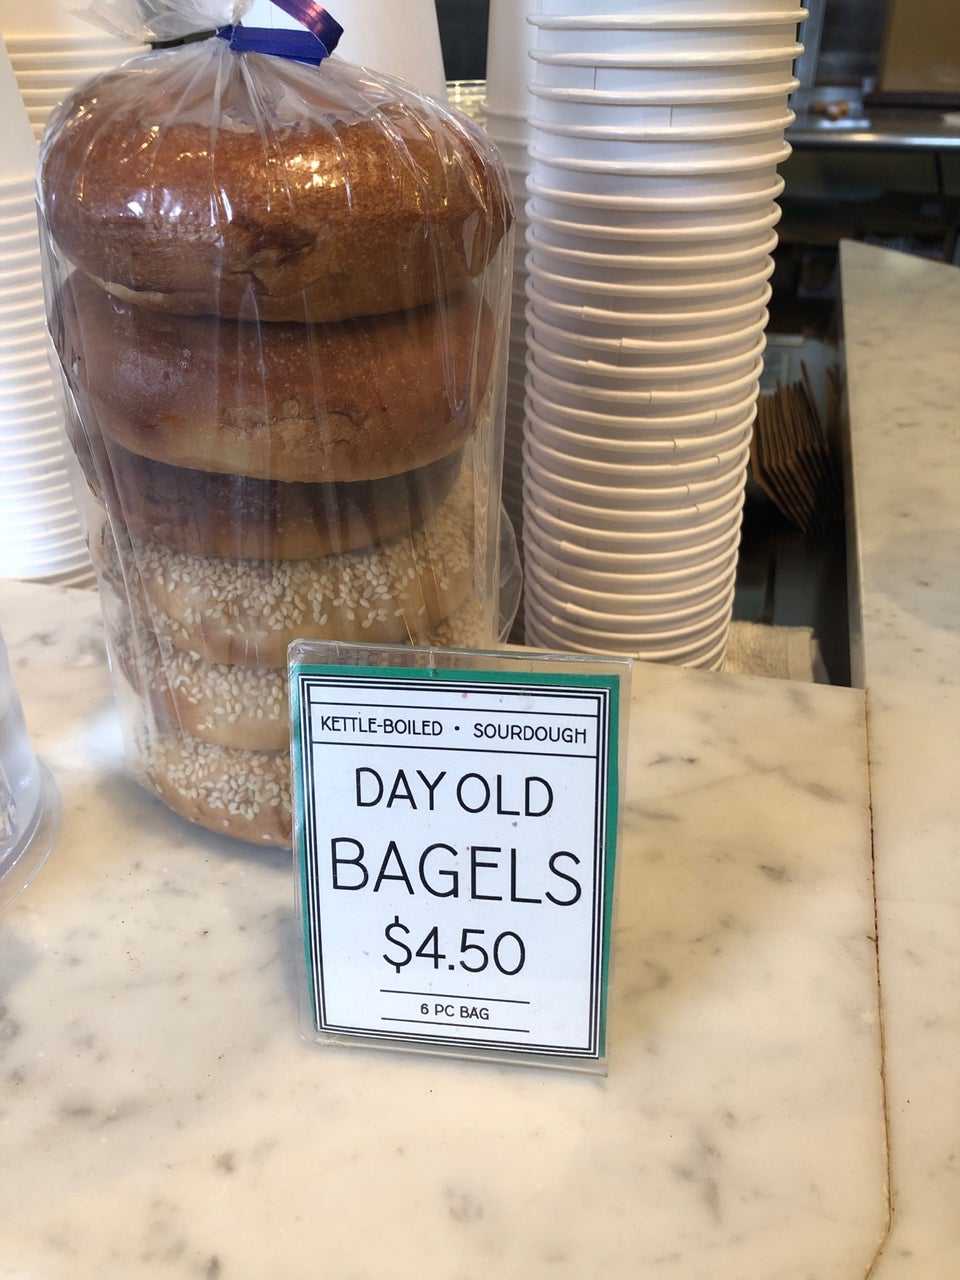 KETTLE-BOILED • SOURDOUGH
DAY OLD
BAGELS
$4.50
6 PC BAG